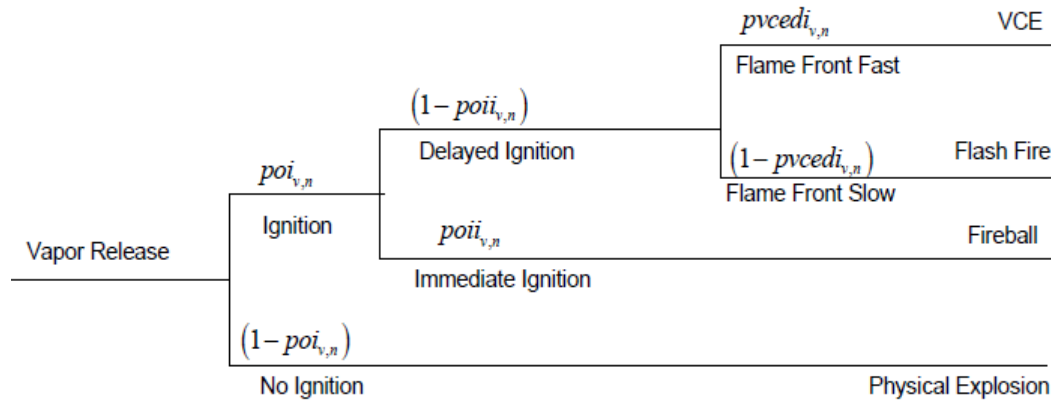 pvcedi_{v,n} VCE
Flame Front Fast
(1− poii_{v,n})
Delayed Ignition
(1− pvcedi_{v,n}) Flash Fire
Flame Front Slow
poi_{v,n}
Ignition
poii_{v,n} Fireball
Vapor Release
Immediate Ignition
(1− poi_{v,n})
No Ignition Physical Explosion